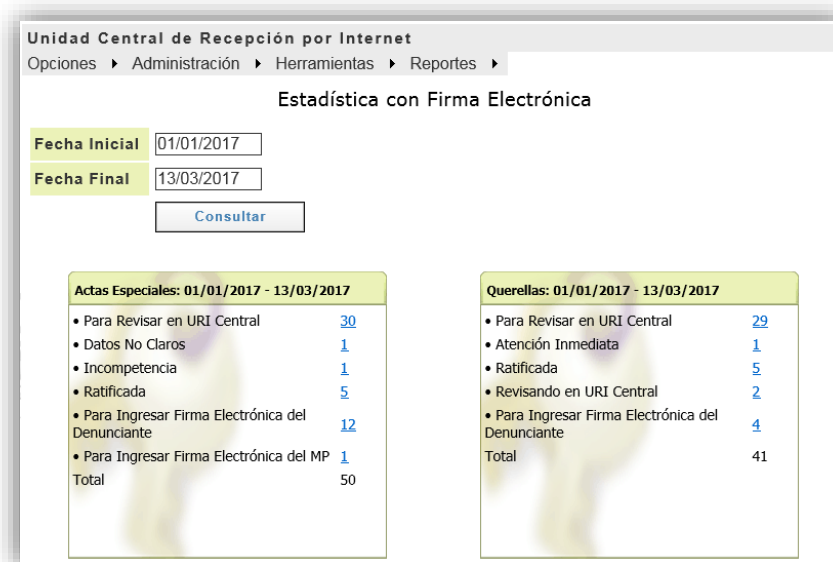 Unidad Central de Recepción por Internet
Opciones Administración Herramientas Reportes
Estadística con Firma Electrónica
Fecha Inicial 01/01/2017
Fecha Final 13/03/2017
Consultar
Actas Especiales: 01/01/2017 - 13/03/2017
• Para Revisar en URI Central 30
• Datos No Claros 1
• Incompetencia 1
• Ratificada 5
• Para Ingresar Firma Electrónica del
Denunciante 12
• Para Ingresar Firma Electrónica del MP 1
Total 50
Querellas: 01/01/2017 - 13/03/2017
• Para Revisar en URI Central 29
• Atención Inmediata 1
• Ratificada 5
• Revisando en URI Central 2
• Para Ingresar Firma Electrónica del
Denunciante 4
Total 41